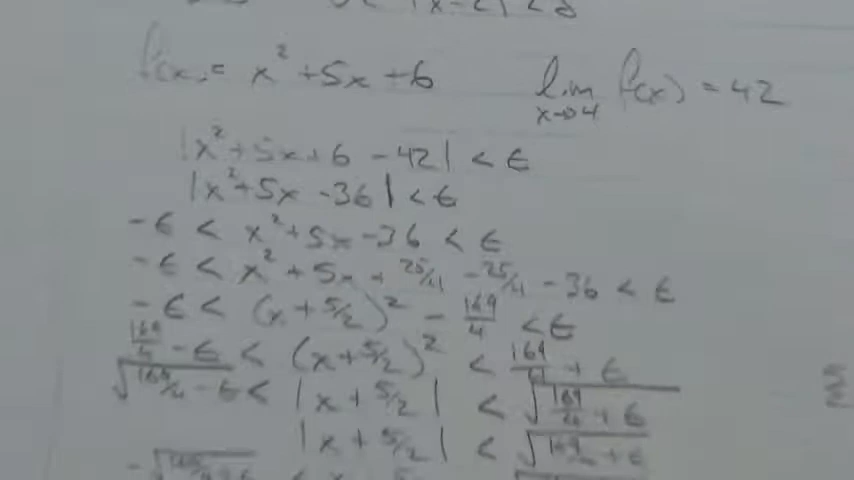 |x-2| < δ
f(x) = x² + 5x + 6 lim x→4 f(x) = 42
|x² + 5x + 6 - 42| < ε
|x² + 5x - 36| < ε
-ε < x² + 5x - 36 < ε
-ε < x² + 5x + 25/4 - 25/4 - 36 < ε
-ε < (x + 5/2)² - 169/4 < ε
169/4 - ε < (x + 5/2)² < 169/4 + ε
√(169/4 - ε) < |x + 5/2| < √(169/4 + ε)
|x + 5/2| < √(169/4 + ε)